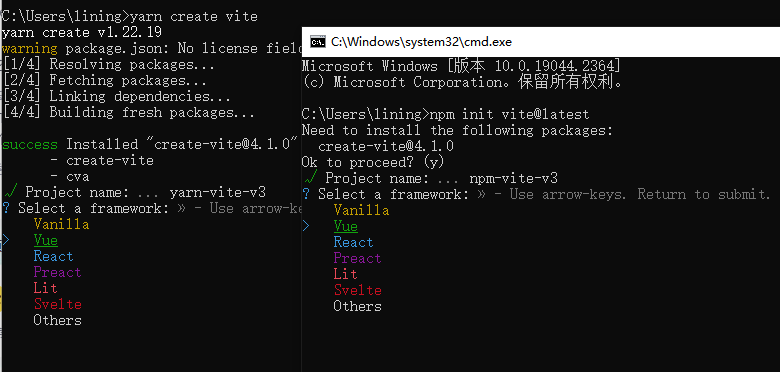 C:\Users\lining>yarn create vite
yarn create v1.22.19
warning package.json: No license field
[1/4] Resolving packages...
[2/4] Fetching packages...
[3/4] Linking dependencies...
[4/4] Building fresh packages...
success Installed "create-vite@4.1.0"
- create-vite
- cva
√ Project name: ... yarn-vite-v3
? Select a framework: » - Use arrow-ke
Vanilla
> Vue
React
Preact
Lit
Svelte
Others
C:\Windows\system32\cmd.exe
Microsoft Windows [版本 10.0.19044.2364]
(c) Microsoft Corporation。保留所有权利。
C:\Users\lining>npm init vite@latest
Need to install the following packages:
create-vite@4.1.0
Ok to proceed? (y)
√ Project name: ... npm-vite-v3
? Select a framework: » - Use arrow-keys. Return to submit.
Vanilla
> Vue
React
Preact
Lit
Svelte
Others